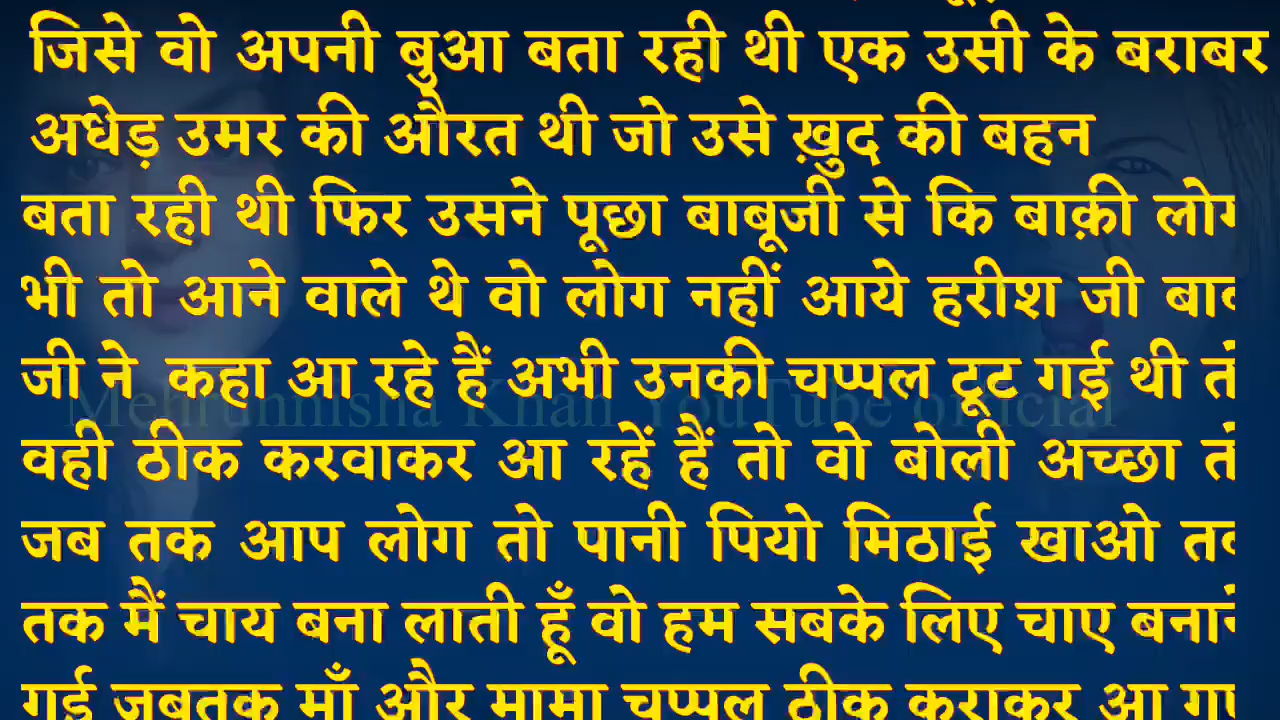 जिसे वो अपनी बुआ बता रही थी एक उसी के बराबर
अधेड़ उमर की औरत थी जो उसे ख़ुद की बहन
बता रही थी फिर उसने पूछा बाबूजी से कि बाक़ी लोग
भी तो आने वाले थे वो लोग नहीं आये हरीश जी
जी ने कहा आ रहे हैं अभी उनकी चप्पल टूट गई थी
वही ठीक करवाकर आ रहें हैं तो वो बोली अच्छा
जब तक आप लोग तो पानी पियो मिठाई खाओ
तक मैं चाय बना लाती हूँ वो हम सबके लिए चाए बनाने
गई जबतक माँ और मामा चप्पल ठीक कराकर आ
Mehrunnisha Khan YouTube official